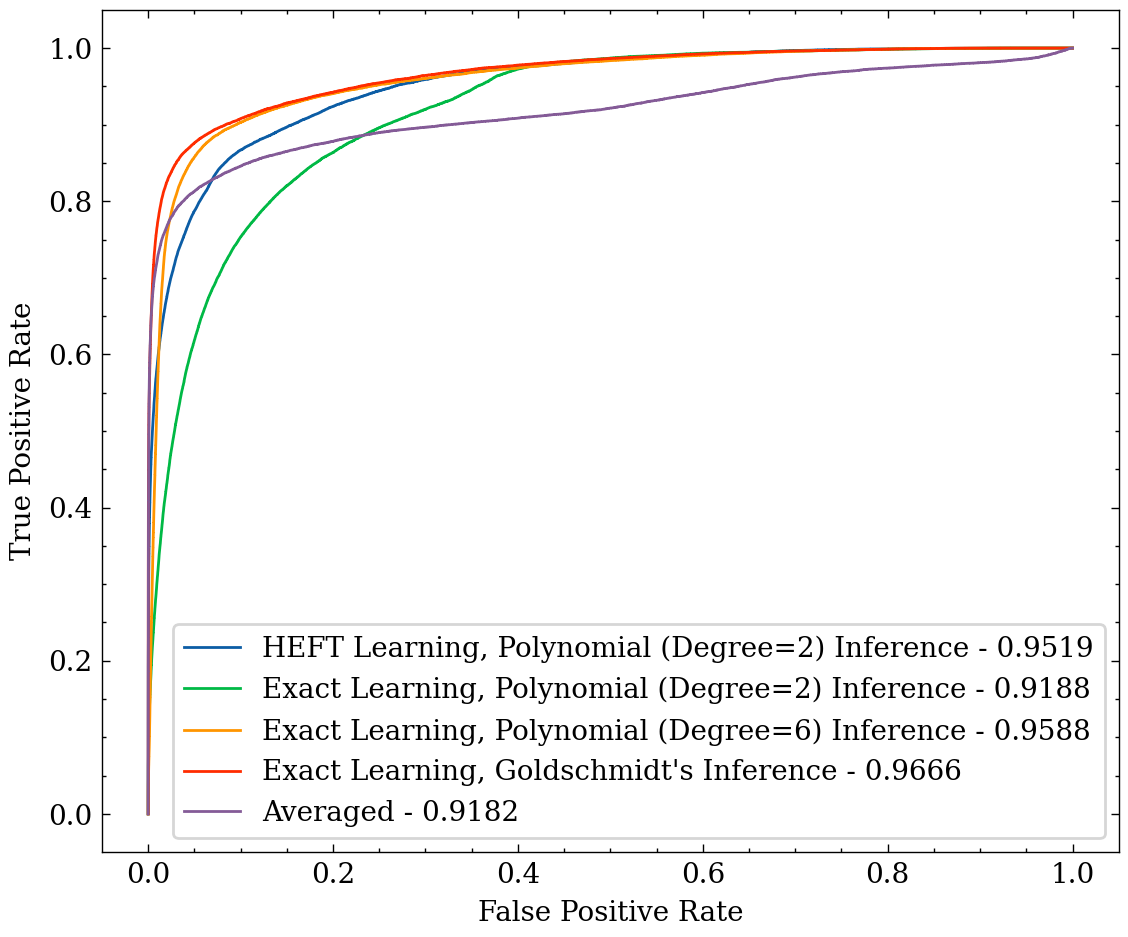 1.0
0.8
0.6
0.4
0.2
0.0
True Positive Rate
HEFT Learning, Polynomial (Degree=2) Inference - 0.9519
Exact Learning, Polynomial (Degree=2) Inference - 0.9188
Exact Learning, Polynomial (Degree=6) Inference - 0.9588
Exact Learning, Goldschmidt's Inference - 0.9666
Averaged - 0.9182
0.0 0.2 0.4 0.6 0.8 1.0
False Positive Rate